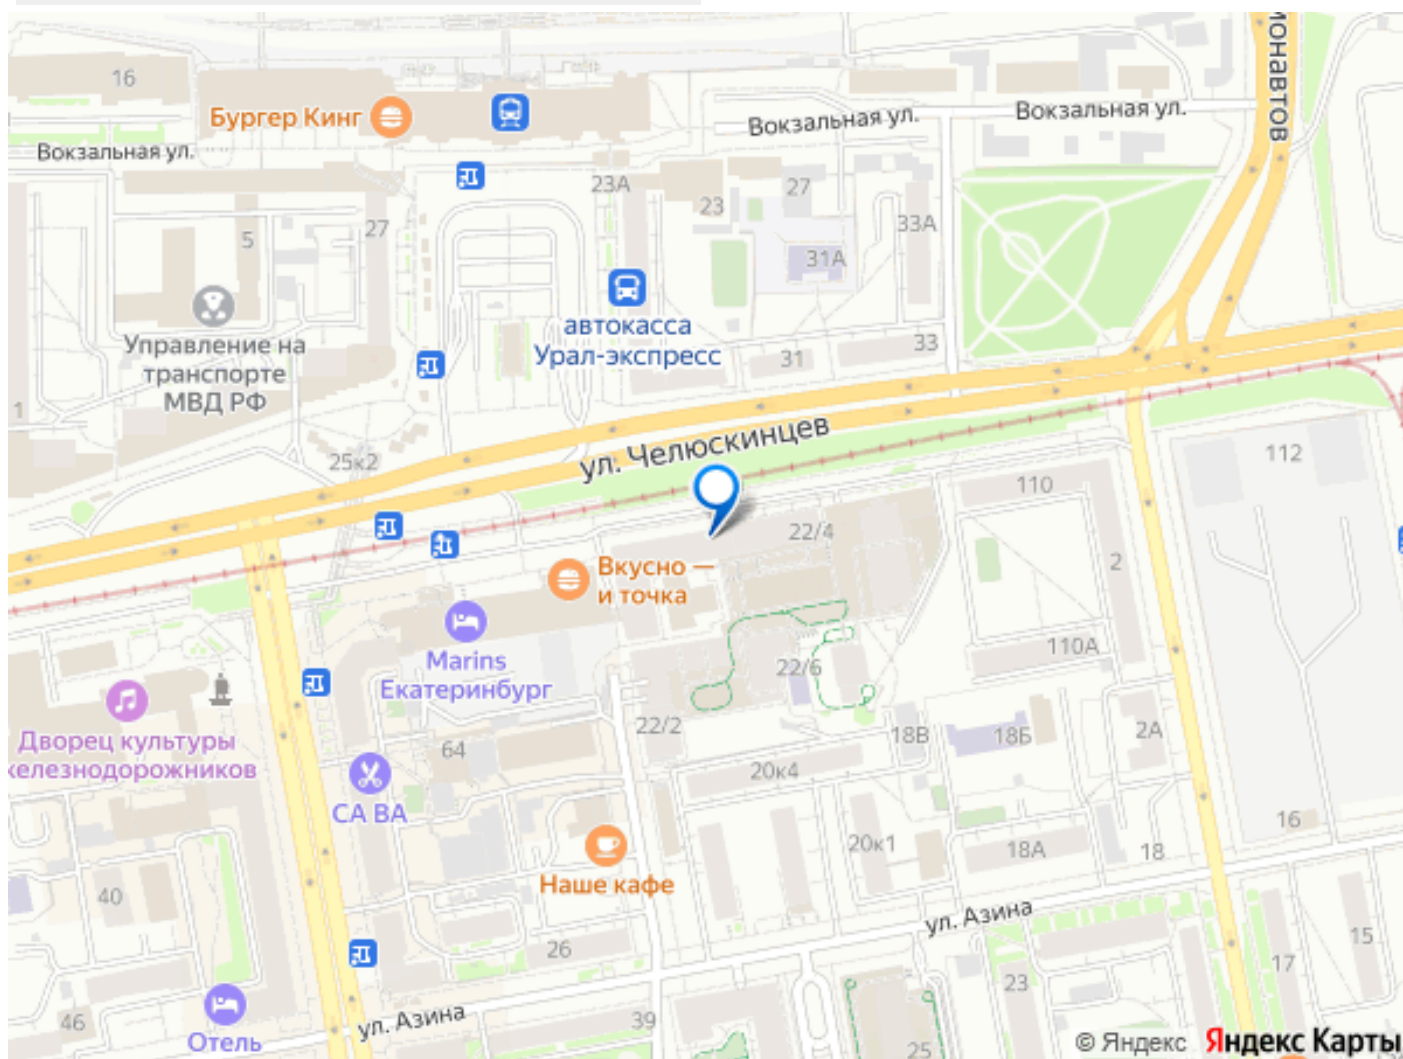 16
Бургер Кинг
Вокзальная ул.
Вокзальная ул.
Вокзальная ул.
монавтов
23А
27
23
33А
27
5
31А
автокасса
Урал-экспресс
Управление на
транспорте
МВД РФ
31
33
1
ул. Челюскинцев
25к2
112
110
22/4
Вкусно —
и точка
2
Marins
Екатеринбург
110А
22/6
22/2
18В
18Б
2А
Дворец культуры
железнодорожников
64
20к4
СА ВА
16
20к1
18А
18
Наше кафе
40
ул. Азина
26
15
17
23
46
ул. Азина
39
Отель
25
© Яндекс Яндекс Карты